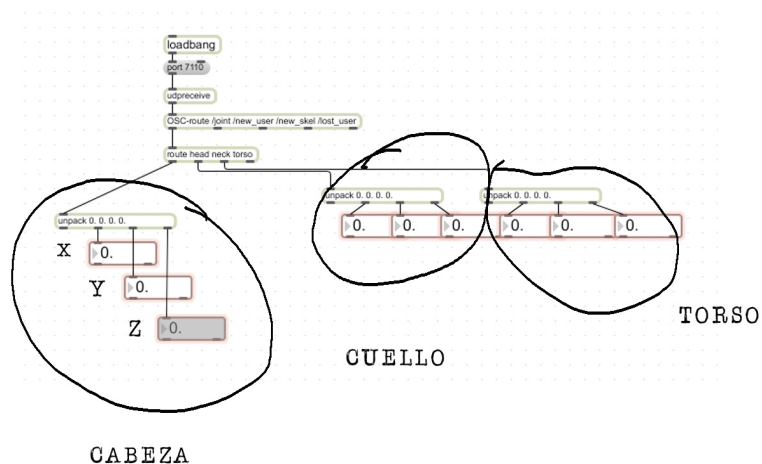 loadbang
port 7110
udpreceive
OSC-route /joint /new_user /new_skel /lost_user
route head neck torso
unpack 0. 0. 0. 0.
unpack 0. 0. 0. 0.
unpack 0. 0. 0. 0.
0. 0. 0. 0. 0. 0.
X 0.
Y 0.
Z 0.
TORSO
CUELLO
CABEZA